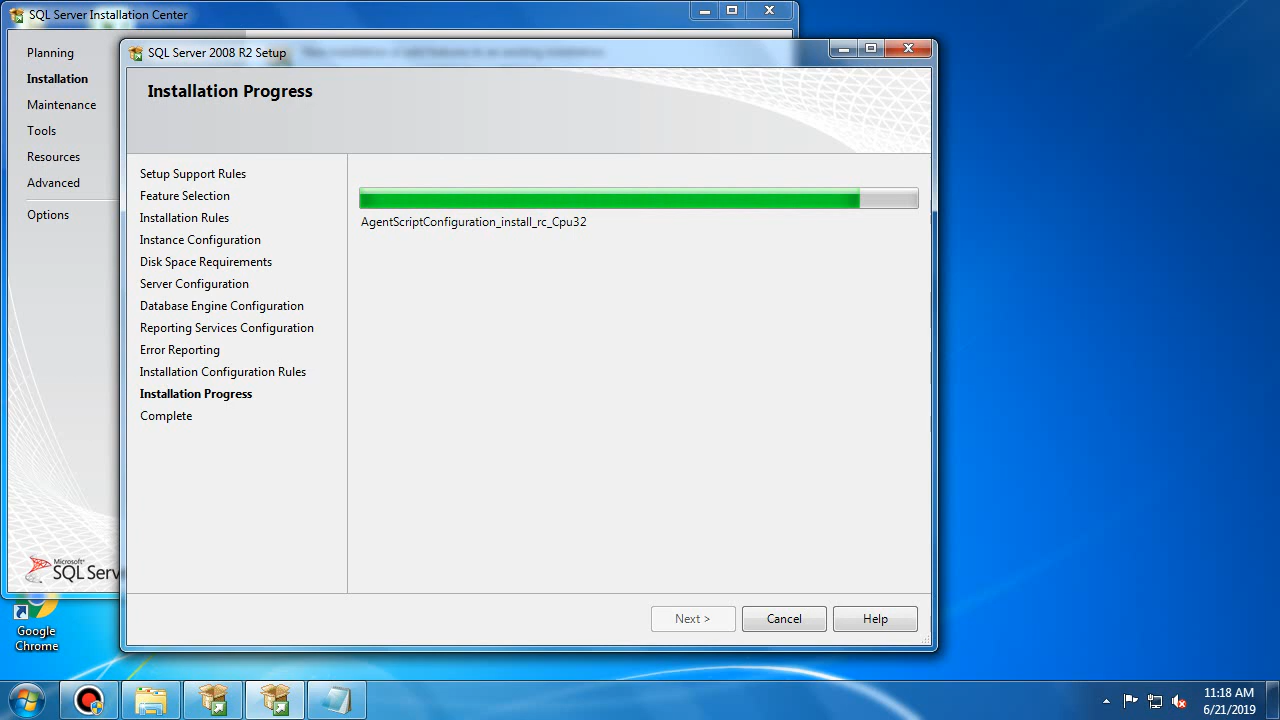 SQL Server Installation Center
Planning
Installation
Maintenance
Tools
Resources
Advanced
Options
Microsoft
SQL Serv
SQL Server 2008 R2 Setup
Installation Progress
Setup Support Rules
Feature Selection
Installation Rules
Instance Configuration
Disk Space Requirements
Server Configuration
Database Engine Configuration
Reporting Services Configuration
Error Reporting
Installation Configuration Rules
Installation Progress
Complete
AgentScriptConfiguration_install_rc_Cpu32
Next >
Cancel
Help
Google
Chrome
11:18 AM
6/21/2019